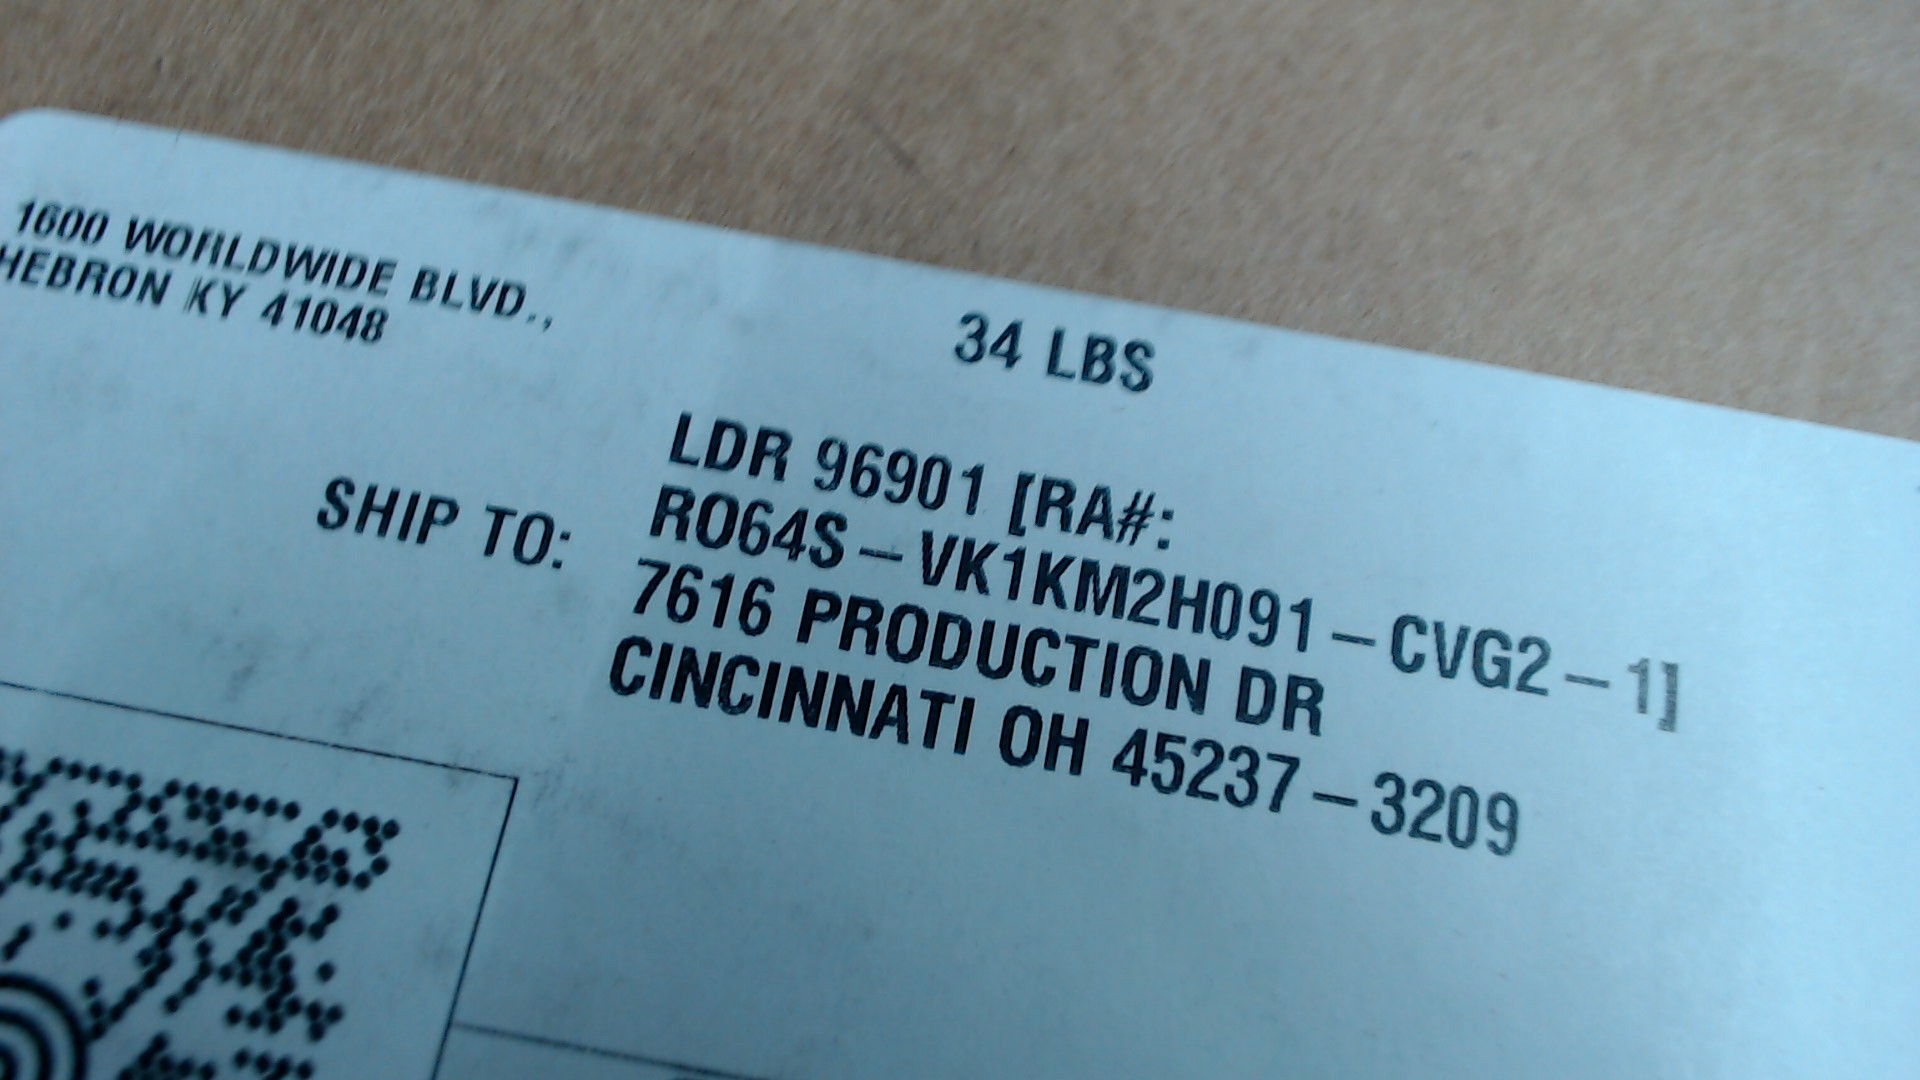 1600 WORLDWIDE BLVD.,
HEBRON KY 41048
34 LBS
SHIP TO:
LDR 96901 [RA#:
RO64S-VK1KM2H091-CVG2-1]
7616 PRODUCTION DR
CINCINNATI OH 45237-3209